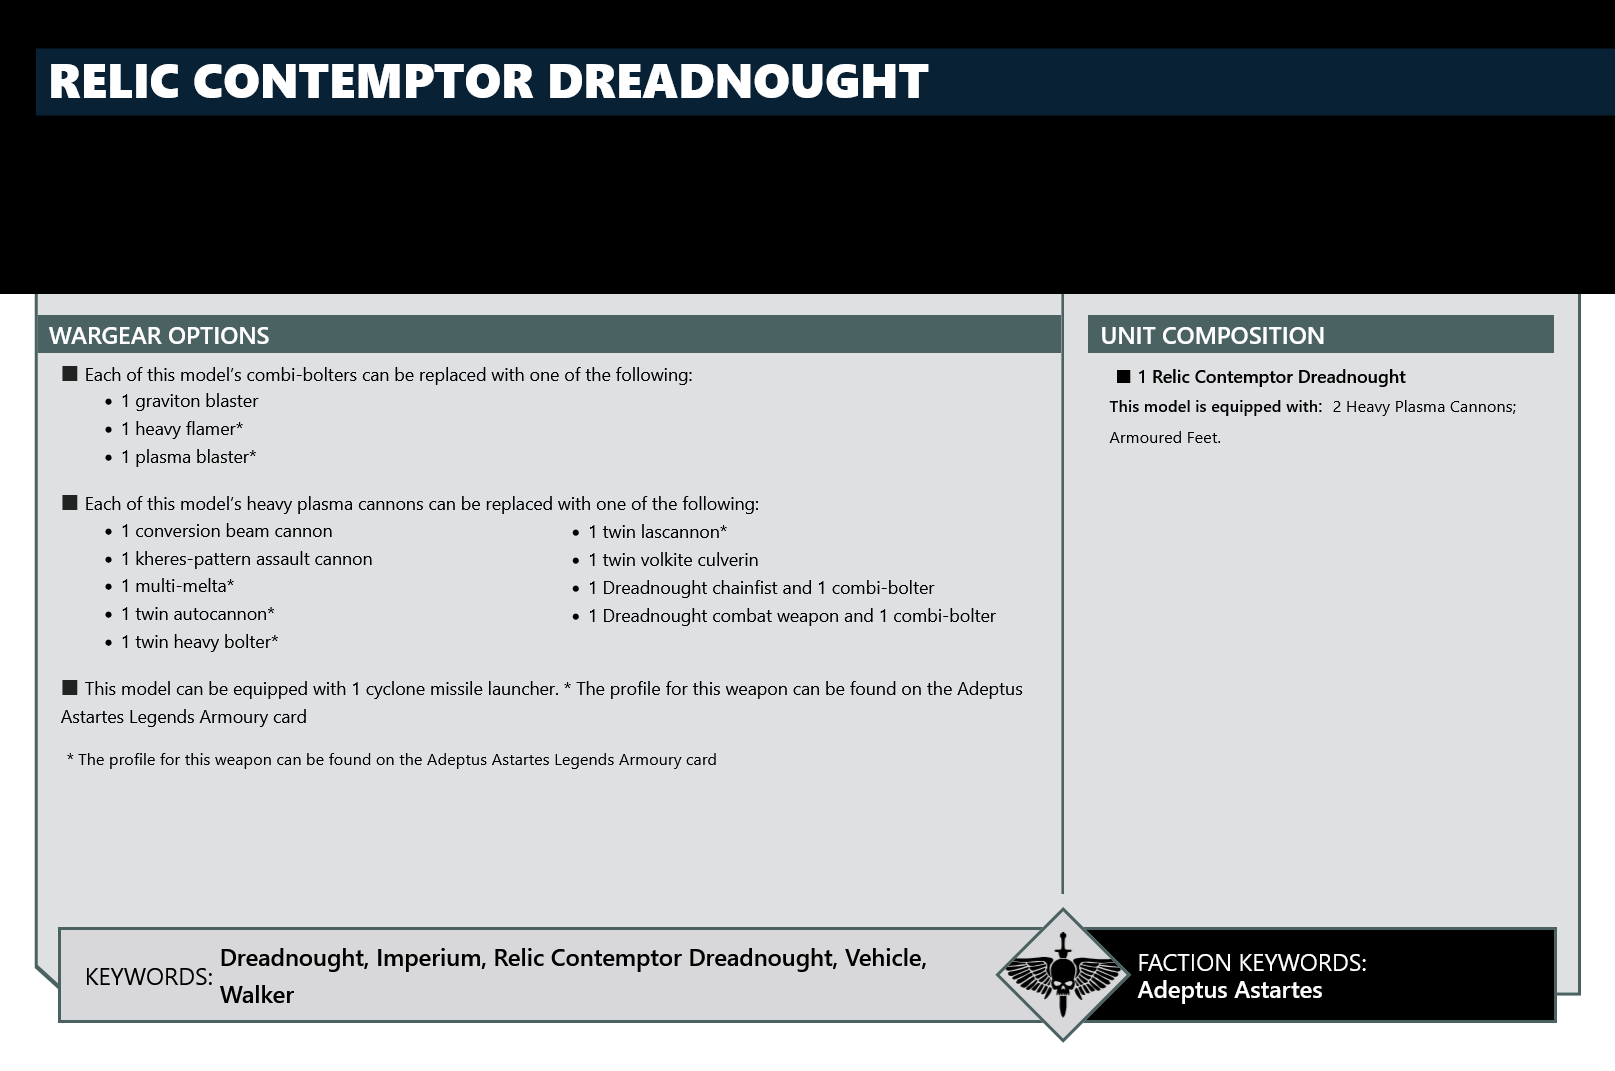 RELIC CONTEMPTOR DREADNOUGHT
WARGEAR OPTIONS
■ Each of this model's combi-bolters can be replaced with one of the following:
• 1 graviton blaster
• 1 heavy flamer*
• 1 plasma blaster*
■ Each of this model's heavy plasma cannons can be replaced with one of the following:
• 1 conversion beam cannon
• 1 kheres-pattern assault cannon
• 1 multi-melta*
• 1 twin autocannon*
• 1 twin heavy bolter*
• 1 twin lascannon*
• 1 twin volkite culverin
• 1 Dreadnought chainfist and 1 combi-bolter
• 1 Dreadnought combat weapon and 1 combi-bolter
■ This model can be equipped with 1 cyclone missile launcher. * The profile for this weapon can be found on the Adeptus
Astartes Legends Armoury card
* The profile for this weapon can be found on the Adeptus Astartes Legends Armoury card
UNIT COMPOSITION
■ 1 Relic Contemptor Dreadnought
This model is equipped with: 2 Heavy Plasma Cannons;
Armoured Feet.
KEYWORDS: Dreadnought, Imperium, Relic Contemptor Dreadnought, Vehicle,
Walker
FACTION KEYWORDS:
Adeptus Astartes